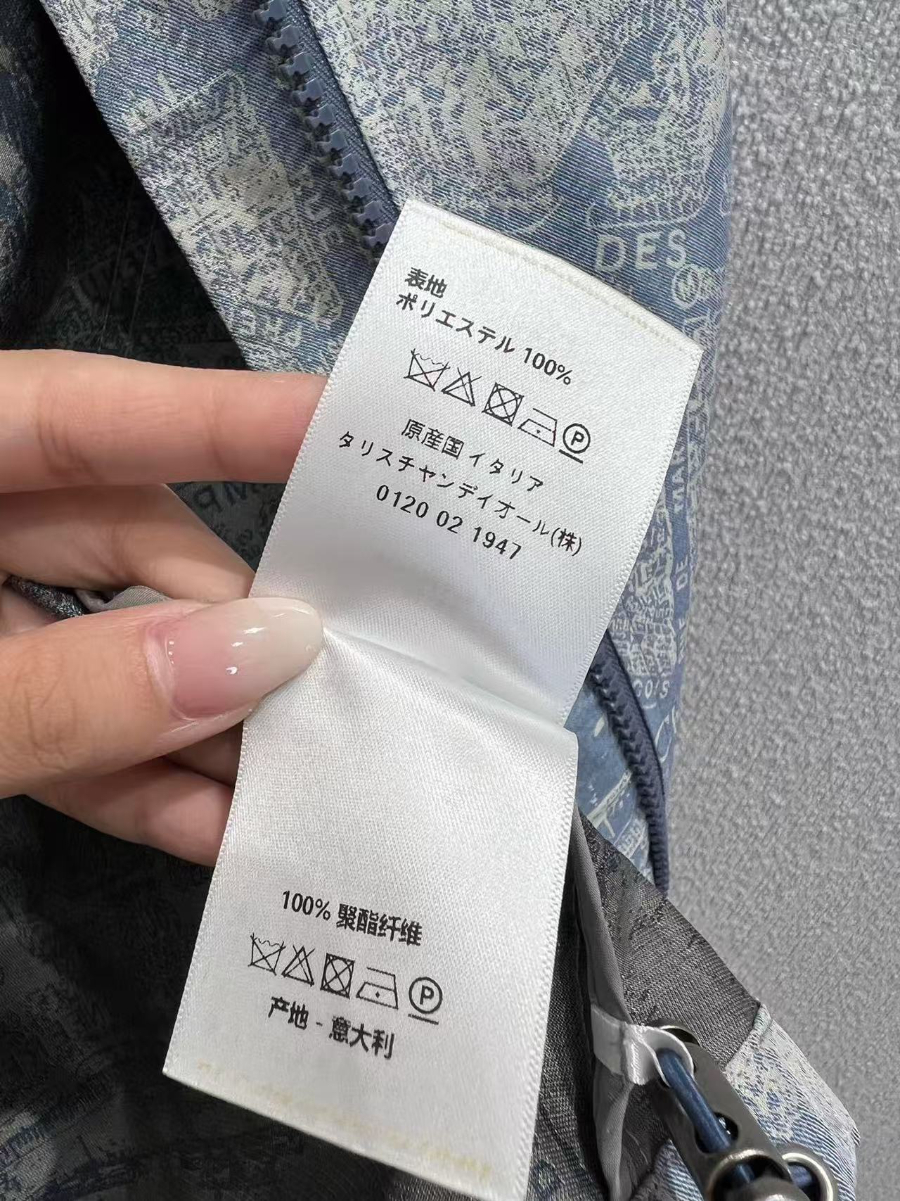 DES
表地
ポリエステル 100%
原産国 イタリア
タリスチャンディオール(株)
0120 02 1947
100% 聚酯纤维
产地 - 意大利